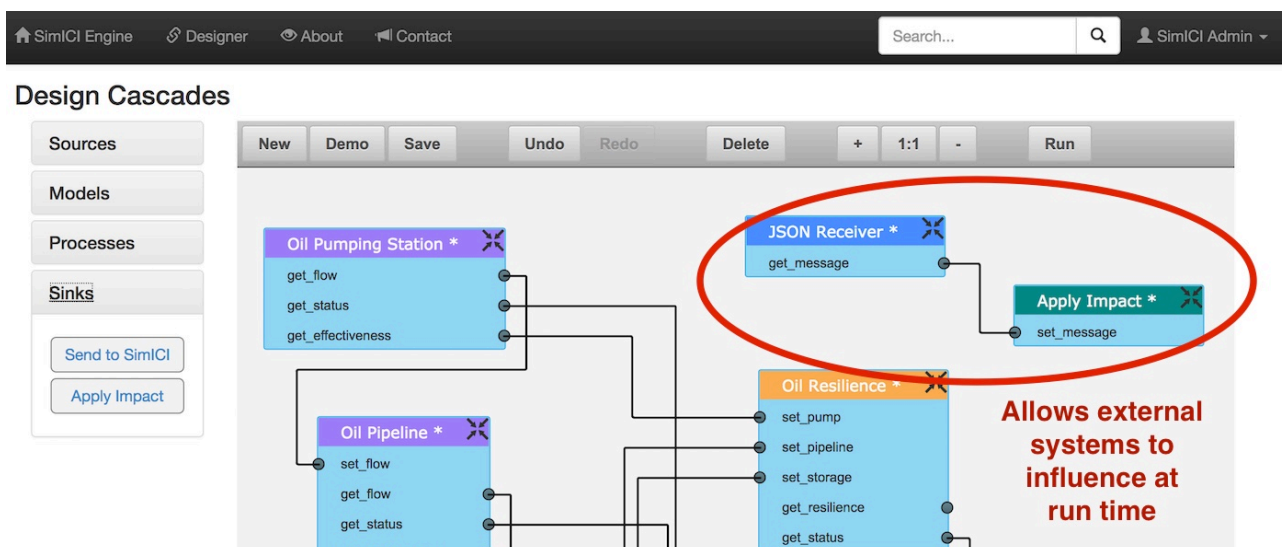 SimICI Engine Designer About Contact Search... SimICI Admin
Design Cascades
Sources
Models
Processes
Sinks
Send to SimICI
Apply Impact
New Demo Save Undo Redo Delete + 1:1 - Run
Oil Pumping Station *
get_flow
get_status
get_effectiveness
Oil Pipeline *
set_flow
get_flow
get_status
JSON Receiver *
get_message
Apply Impact *
set_message
Oil Resilience *
set_pump
set_pipeline
set_storage
get_resilience
get_status
Allows external
systems to
influence at
run time